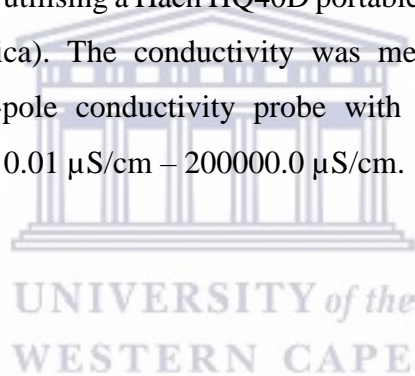 utilising a Hach HQ40D portable
ica). The conductivity was me
-pole conductivity probe with
0.01 µS/cm – 200000.0 µS/cm.
UNIVERSITY of the
WESTERN CAPE